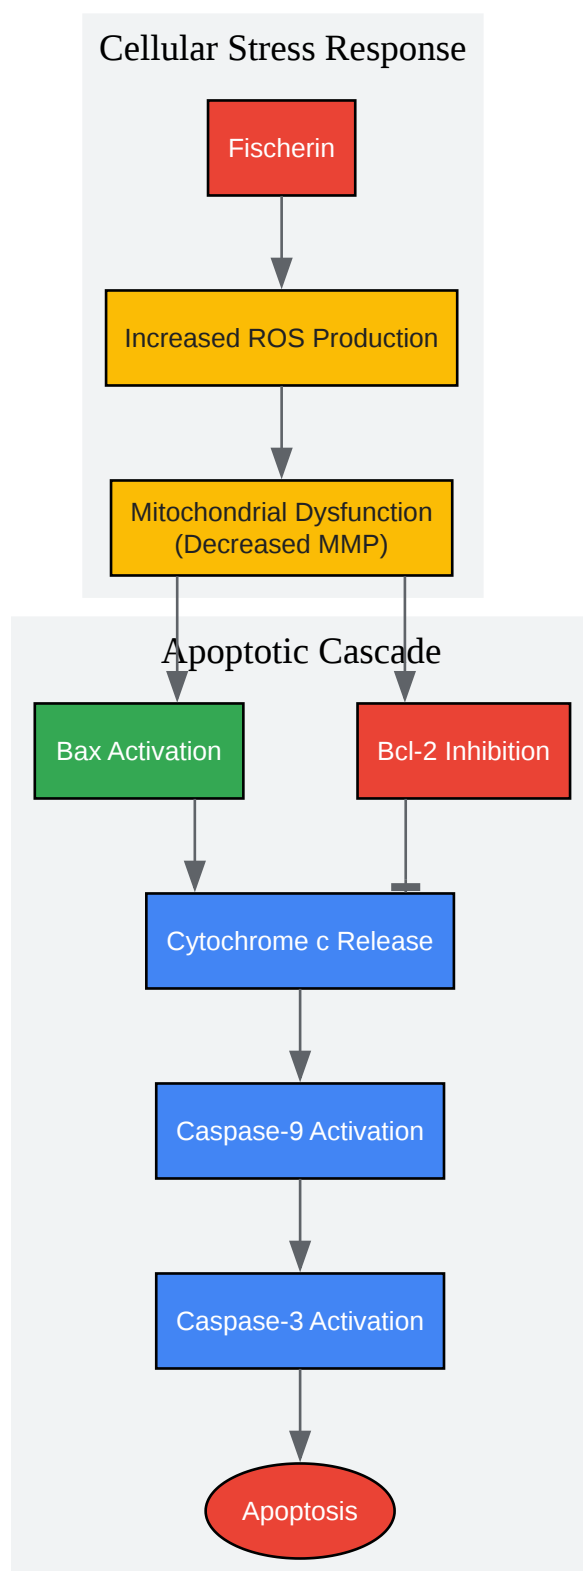 Cellular Stress Response
Fischerin
Increased ROS Production
Mitochondrial Dysfunction
(Decreased MMP)
Apoptotic Cascade
Bax Activation
Bcl-2 Inhibition
Cytochrome c Release
Caspase-9 Activation
Caspase-3 Activation
Apoptosis